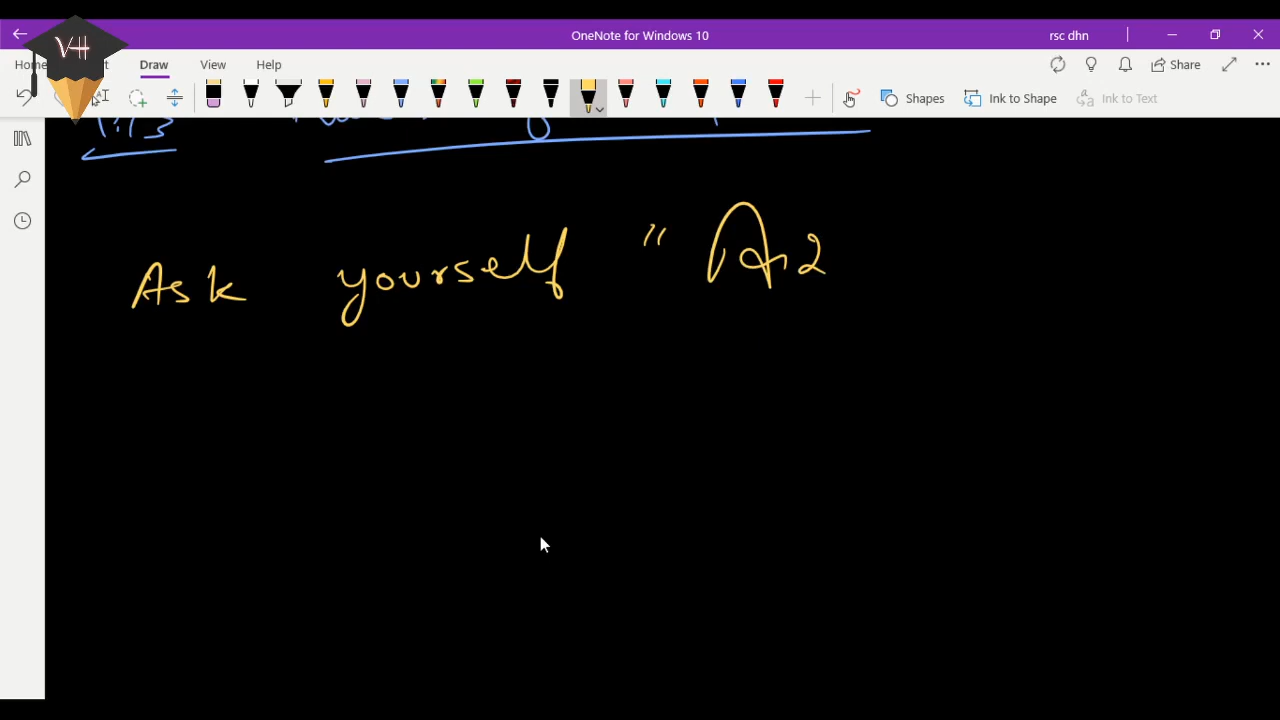 VH
OneNote for Windows 10 rsc dhn
Home Draw View Help Share
Shapes Ink to Shape Ink to Text
Ask yourself "